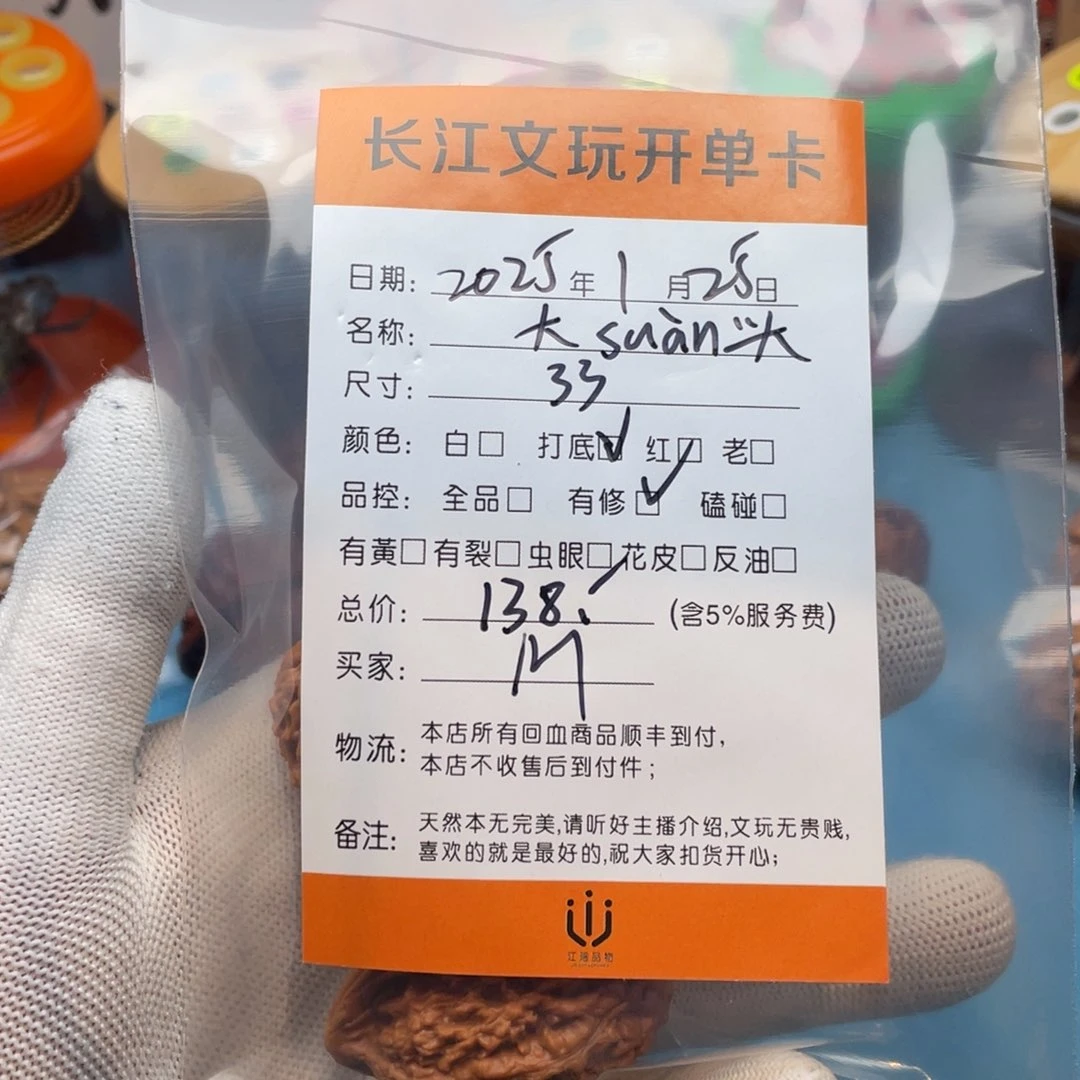 长江文玩开单卡
日期: 2025年1月25日
名称: 大suàn头
尺寸: 33
颜色: 白□ 打底☑ 红□ 老□
品控: 全品□ 有修☑ 磕碰□
有黄□有裂□虫眼□花皮□反油□
总价: 138. (含5%服务费)
买家:
物流: 本店所有回血商品顺丰到付,
本店不收售后到付件;
备注: 天然本无完美,请听好主播介绍,文玩无贵贱,
喜欢的就是最好的,祝大家扣货开心;